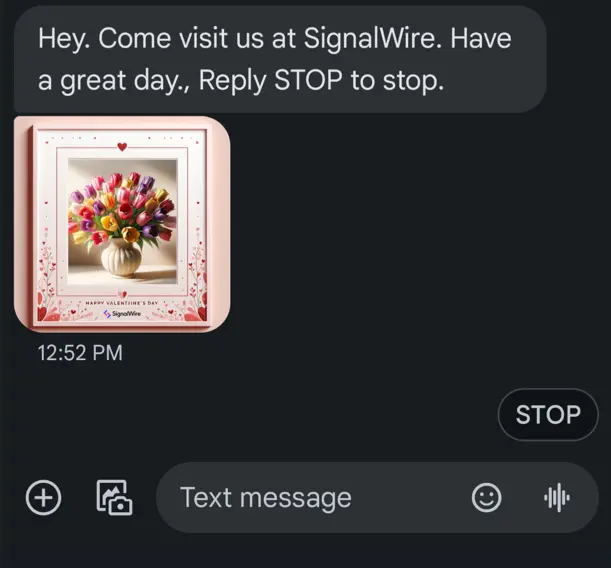 Hey. Come visit us at SignalWire. Have
a great day., Reply STOP to stop.
HAPPY VALENTIINE'S DAY
SignalWire
12:52 PM
STOP
Text message